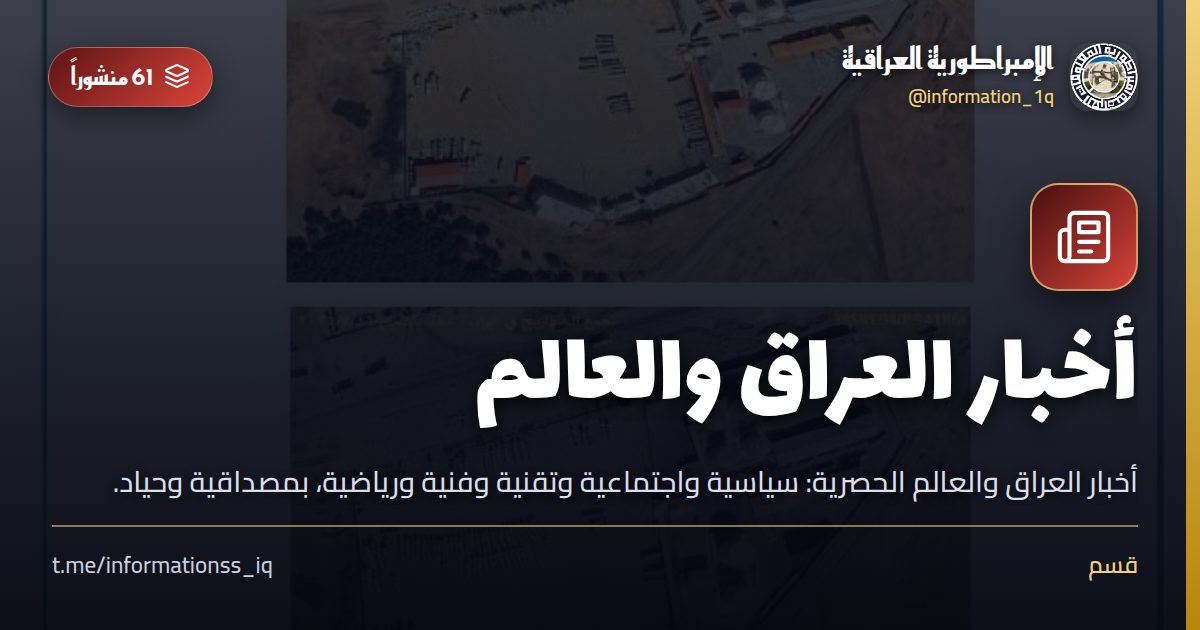 الإمبراطورية العراقية
@information_1q
61 منشوراً
أخبار العراق والعالم
أخبار العراق والعالم الحصرية: سياسية واجتماعية وتقنية وفنية ورياضية، بمصداقية وحياد.
قسم
t.me/informationss_iq